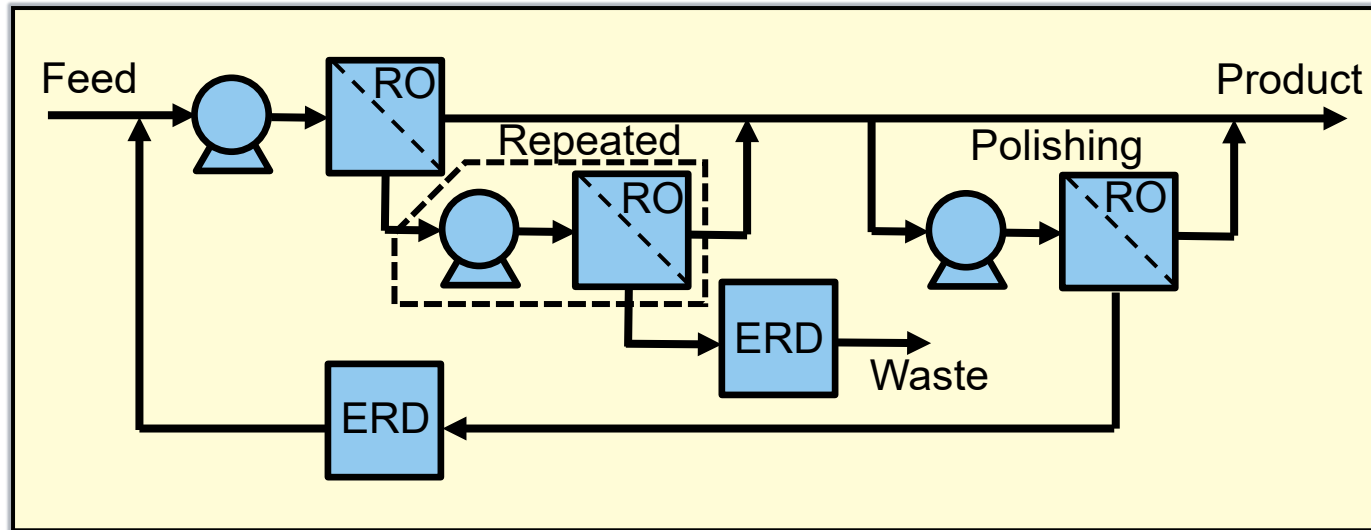 Feed
RO
Product
Repeated
Polishing
RO
RO
ERD
Waste
ERD